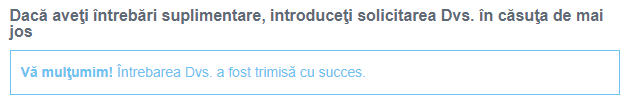 Dacă aveţi întrebări suplimentare, introduceţi solicitarea Dvs. în căsuţa de mai
jos
Vă mulţumim! Întrebarea Dvs. a fost trimisă cu succes.